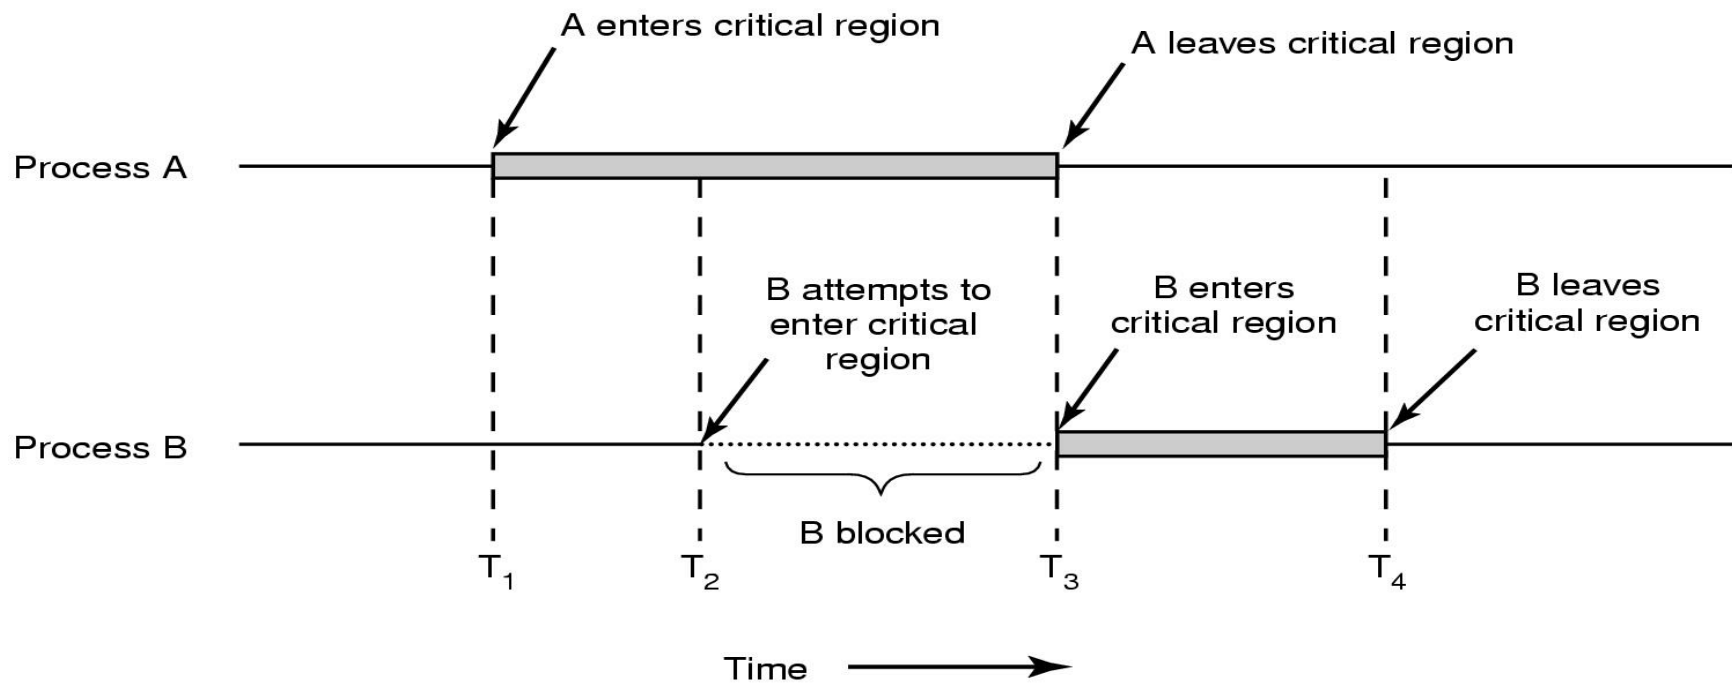 A enters critical region
A leaves critical region
Process A
B attempts to
enter critical
region
B enters
critical region
B leaves
critical region
Process B
B blocked
T1
T2
T3
T4
Time